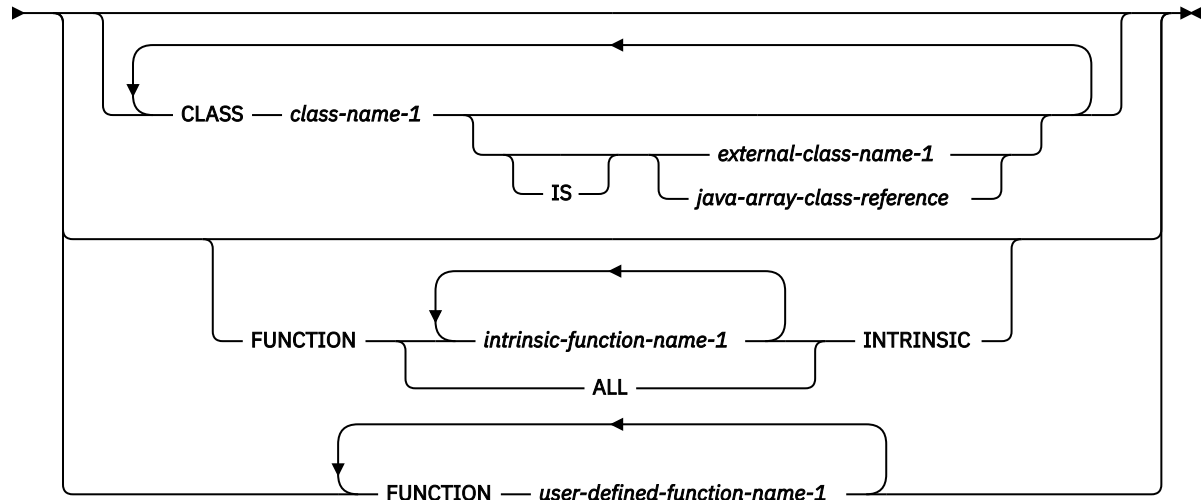 CLASS class-name-1
external-class-name-1
IS
java-array-class-reference
FUNCTION intrinsic-function-name-1 INTRINSIC
ALL
FUNCTION user-defined-function-name-1